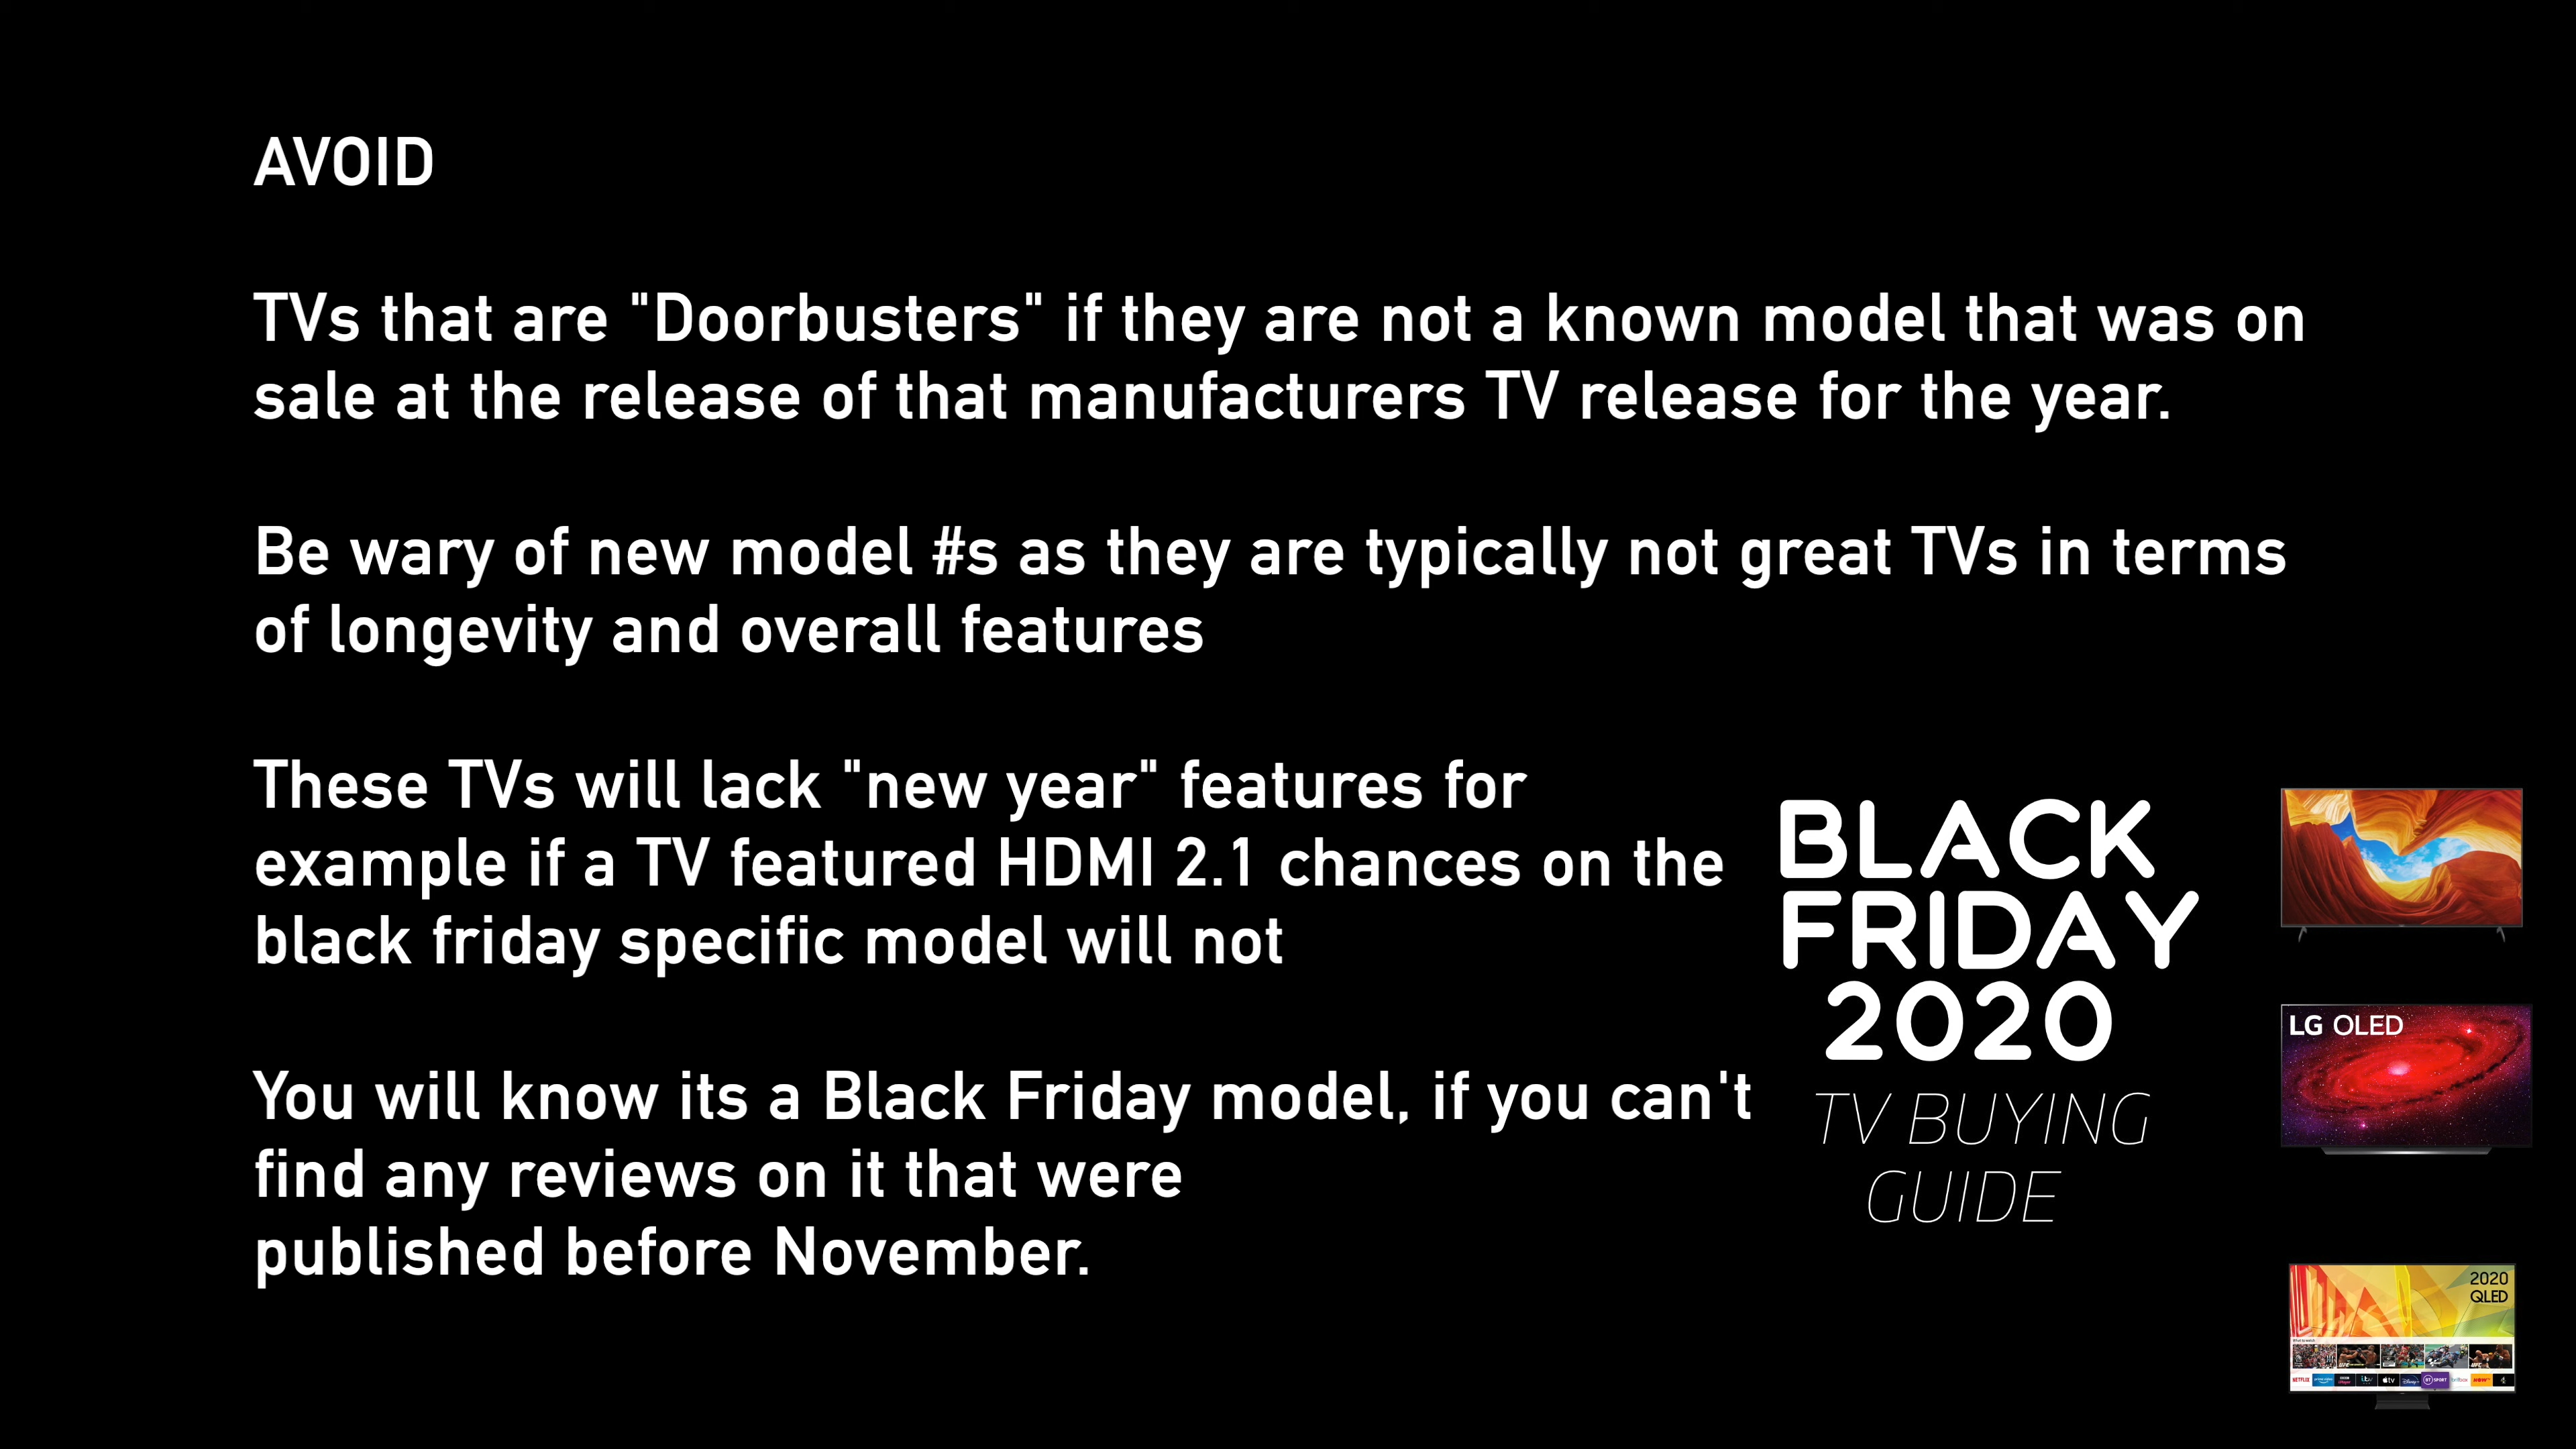 AVOID
TVs that are "Doorbusters" if they are not a known model that was on
sale at the release of that manufacturers TV release for the year.
Be wary of new model #s as they are typically not great TVs in terms
of longevity and overall features
These TVs will lack "new year" features for
example if a TV featured HDMI 2.1 chances on the
black friday specific model will not
You will know its a Black Friday model, if you can't
find any reviews on it that were
published before November.
BLACK
FRIDAY
2020
TV BUYING
GUIDE
LG OLED
2020
QLED
NETFLIX